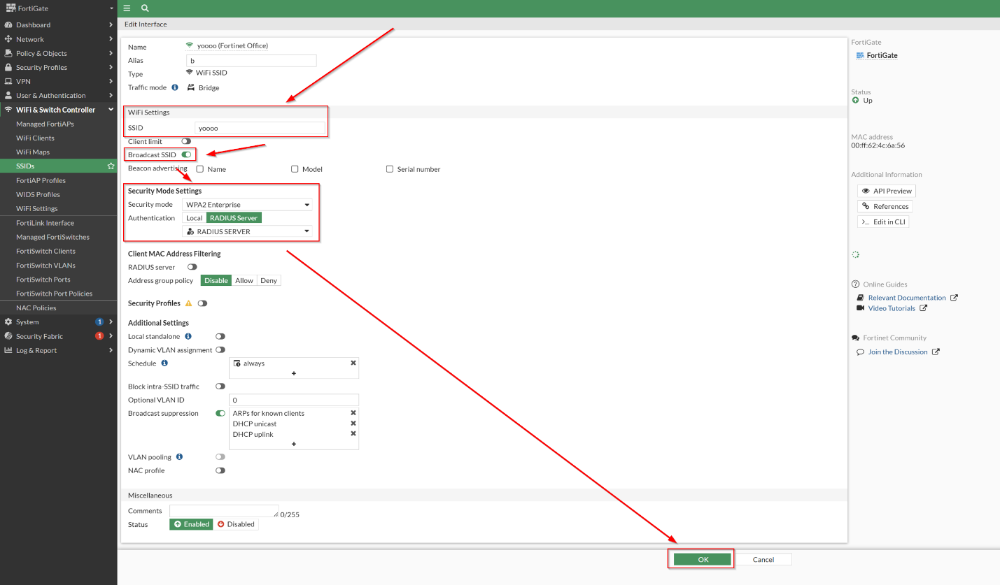 FortiGate
Dashboard
Network
Policy & Objects
Security Profiles
VPN
User & Authentication
WiFi & Switch Controller
Managed FortiAPs
WiFi Clients
WiFi Maps
SSIDs
FortiAP Profiles
WIDS Profiles
WiFi Settings
FortiLink Interface
Managed FortiSwitches
FortiSwitch Clients
FortiSwitch VLANs
FortiSwitch Ports
FortiSwitch Port Policies
NAC Policies
System 1
Security Fabric 1
Log & Report
Edit Interface
Name yoooo (Fortinet Office)
Alias b
Type WiFi SSID
Traffic mode Bridge
WiFi Settings
SSID yoooo
Client limit
Broadcast SSID
Beacon advertising Name Model Serial number
Security Mode Settings
Security mode WPA2 Enterprise
Authentication Local RADIUS Server
RADIUS SERVER
Client MAC Address Filtering
RADIUS server
Address group policy Disable Allow Deny
Security Profiles
Additional Settings
Local standalone
Dynamic VLAN assignment
Schedule always
+
Block intra-SSID traffic
Optional VLAN ID 0
Broadcast suppression ARPs for known clients
DHCP unicast
DHCP uplink
+
VLAN pooling
NAC profile
Miscellaneous
Comments 0/255
Status Enabled Disabled
OK Cancel
FortiGate
FortiGate
Status
Up
MAC address
00:ff:62:4c:6a:56
Additional Information
API Preview
References
>_ Edit in CLI
Online Guides
Relevant Documentation
Video Tutorials
Fortinet Community
Join the Discussion